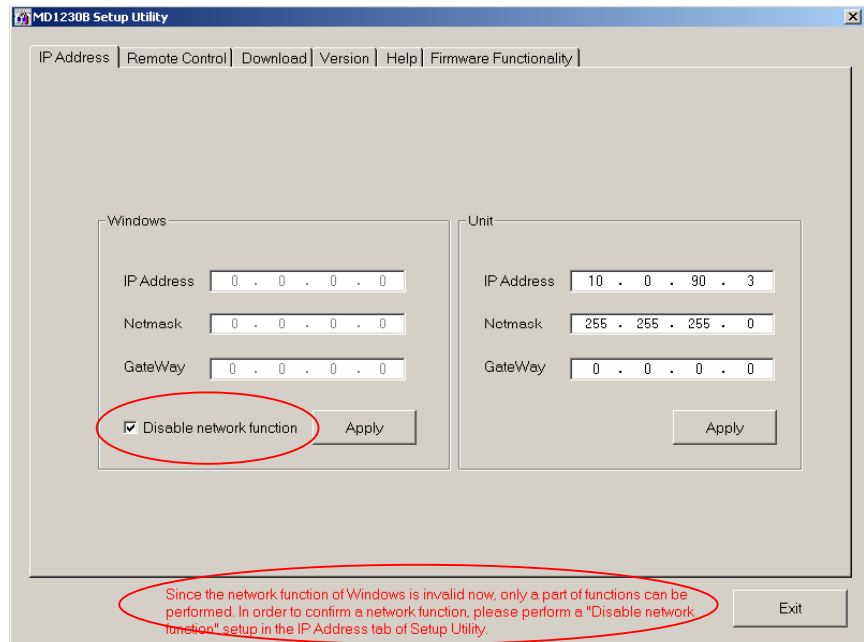 MD1230B Setup Utility
IP Address Remote Control Download Version Help Firmware Functionality
Windows
IP Address 0 . 0 . 0 . 0
Netmask 0 . 0 . 0 . 0
GateWay 0 . 0 . 0 . 0
Disable network function Apply
Unit
IP Address 10 . 0 . 90 . 3
Netmask 255 . 255 . 255 . 0
GateWay 0 . 0 . 0 . 0
Apply
Since the network function of Windows is invalid now, only a part of functions can be
performed. In order to confirm a network function, please perform a "Disable network
function" setup in the IP Address tab of Setup Utility.
Exit